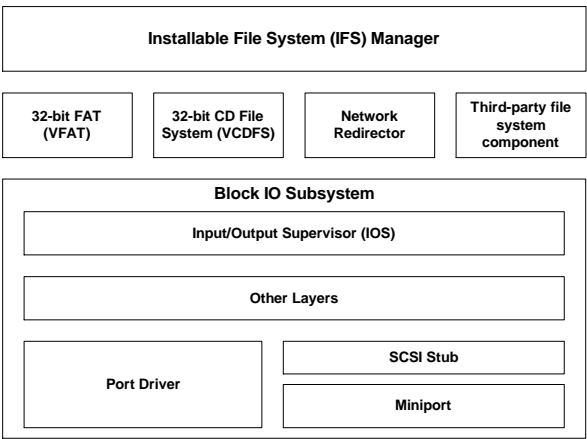 Installable File System (IFS) Manager
32-bit FAT
(VFAT)
32-bit CD File
System (VCDFS)
Network
Redirector
Third-party file
system
component
Block IO Subsystem
Input/Output Supervisor (IOS)
Other Layers
Port Driver
SCSI Stub
Miniport